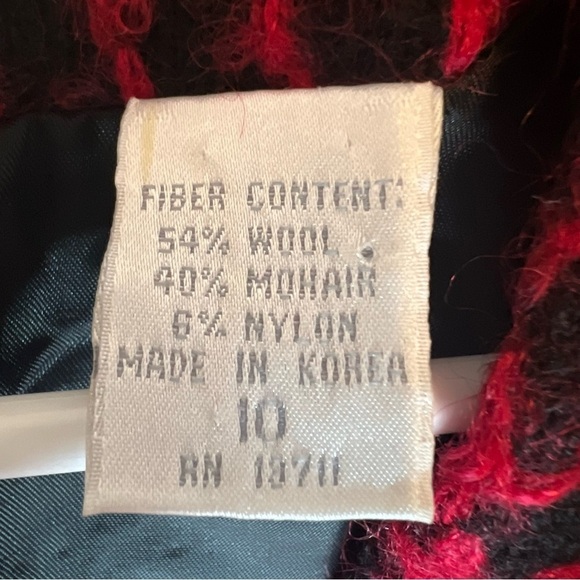 FIBER CONTENT:
54% WOOL
40% MOHAIR
6% NYLON
MADE IN KOREA
10
RN 13711